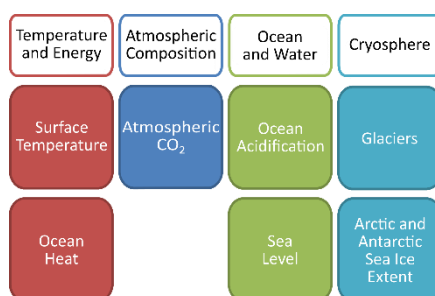 Temperature
and Energy
Atmospheric
Composition
Ocean
and Water
Cryosphere
Surface
Temperature
Atmospheric
CO₂
Ocean
Acidification
Glaciers
Ocean
Heat
Sea
Level
Arctic and
Antarctic
Sea Ice
Extent